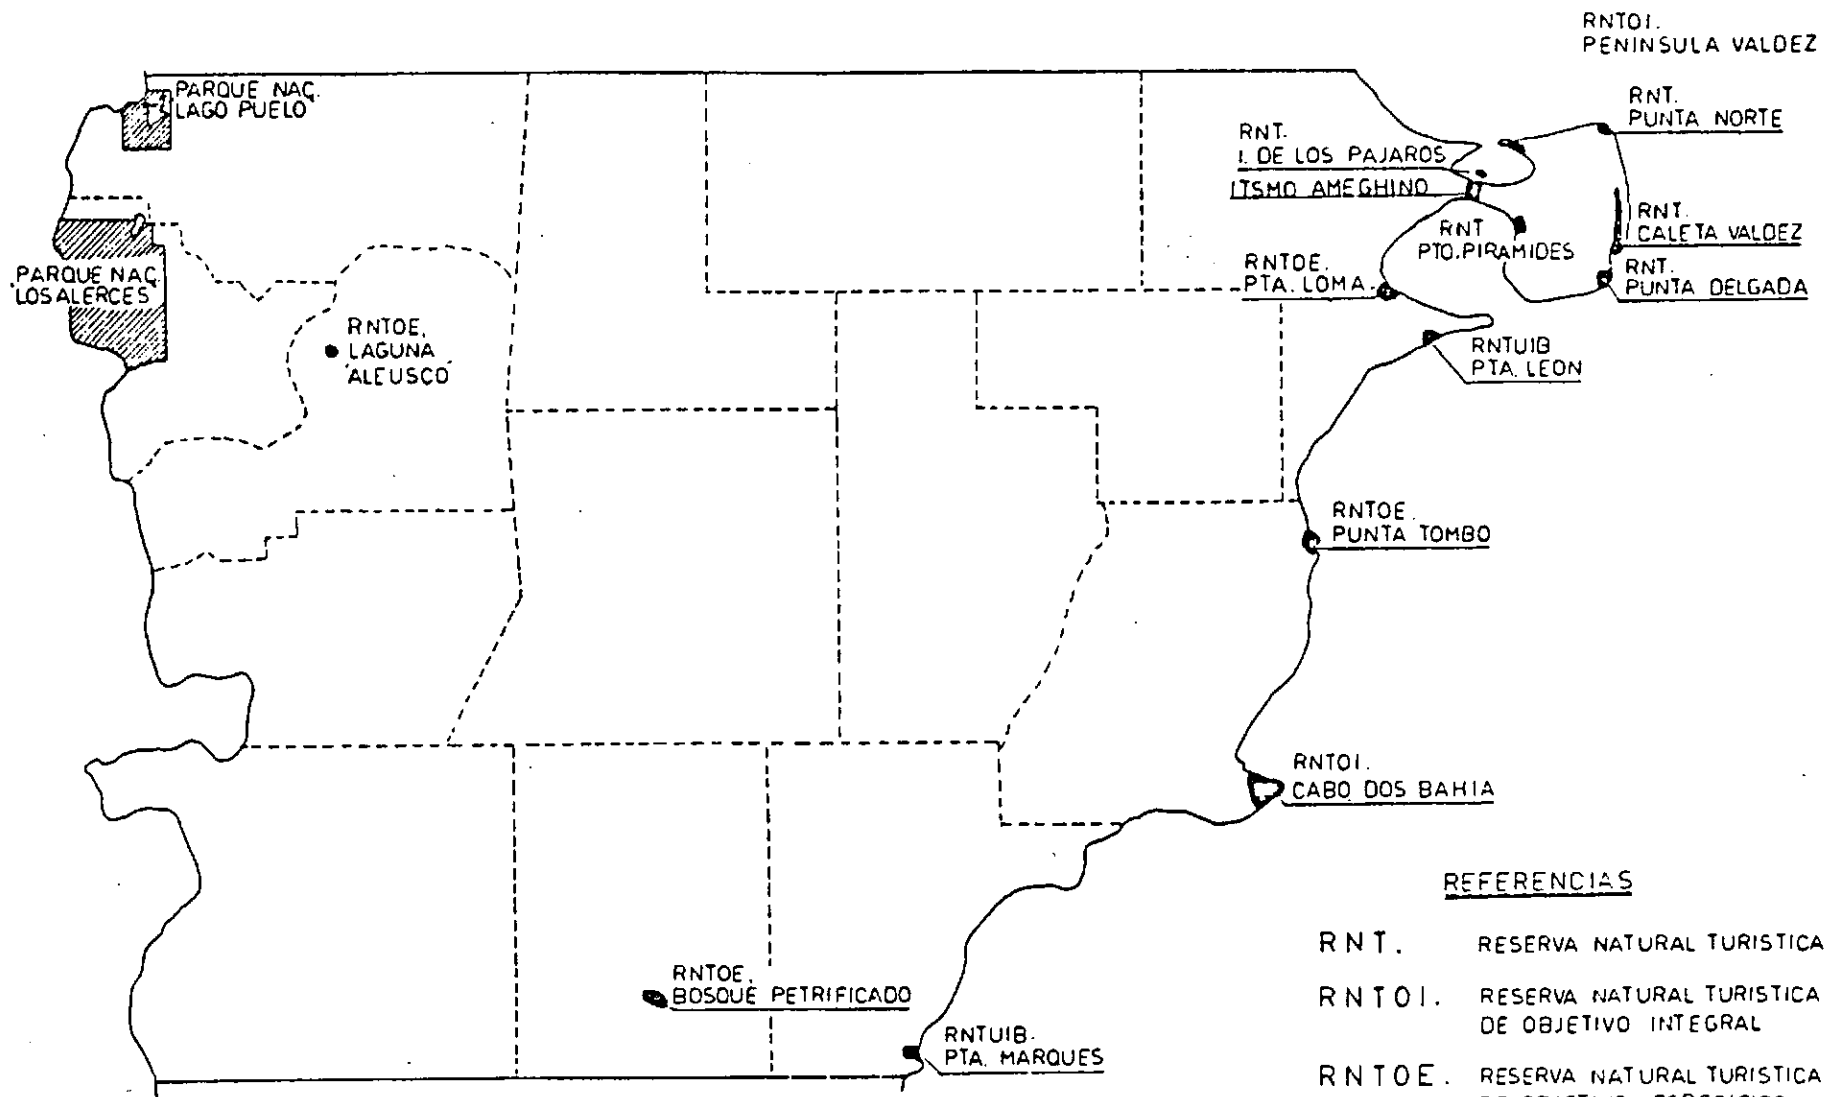 RNTOI.
PENINSULA VALDEZ
PARQUE NAC.
LAGO PUELO
RNT.
PUNTA NORTE
RNT.
I. DE LOS PAJAROS
ITSMO AMEGHINO
RNT.
CALETA VALDEZ
RNT
PTO. PIRAMIDES
RNTOE.
PTA. LOMA
RNT.
PUNTA DELGADA
PARQUE NAC.
LOS ALERCES
RNTOE.
LAGUNA
ALEUSCO
RNTUIB
PTA. LEON
RNTOE.
PUNTA TOMBO
RNTOI.
CABO DOS BAHIA
RNTOE.
BOSQUE PETRIFICADO
RNTUIB.
PTA. MARQUES
REFERENCIAS
RNT. RESERVA NATURAL TURISTICA
RNTOI. RESERVA NATURAL TURISTICA
DE OBJETIVO INTEGRAL
RNTOE. RESERVA NATURAL TURISTICA